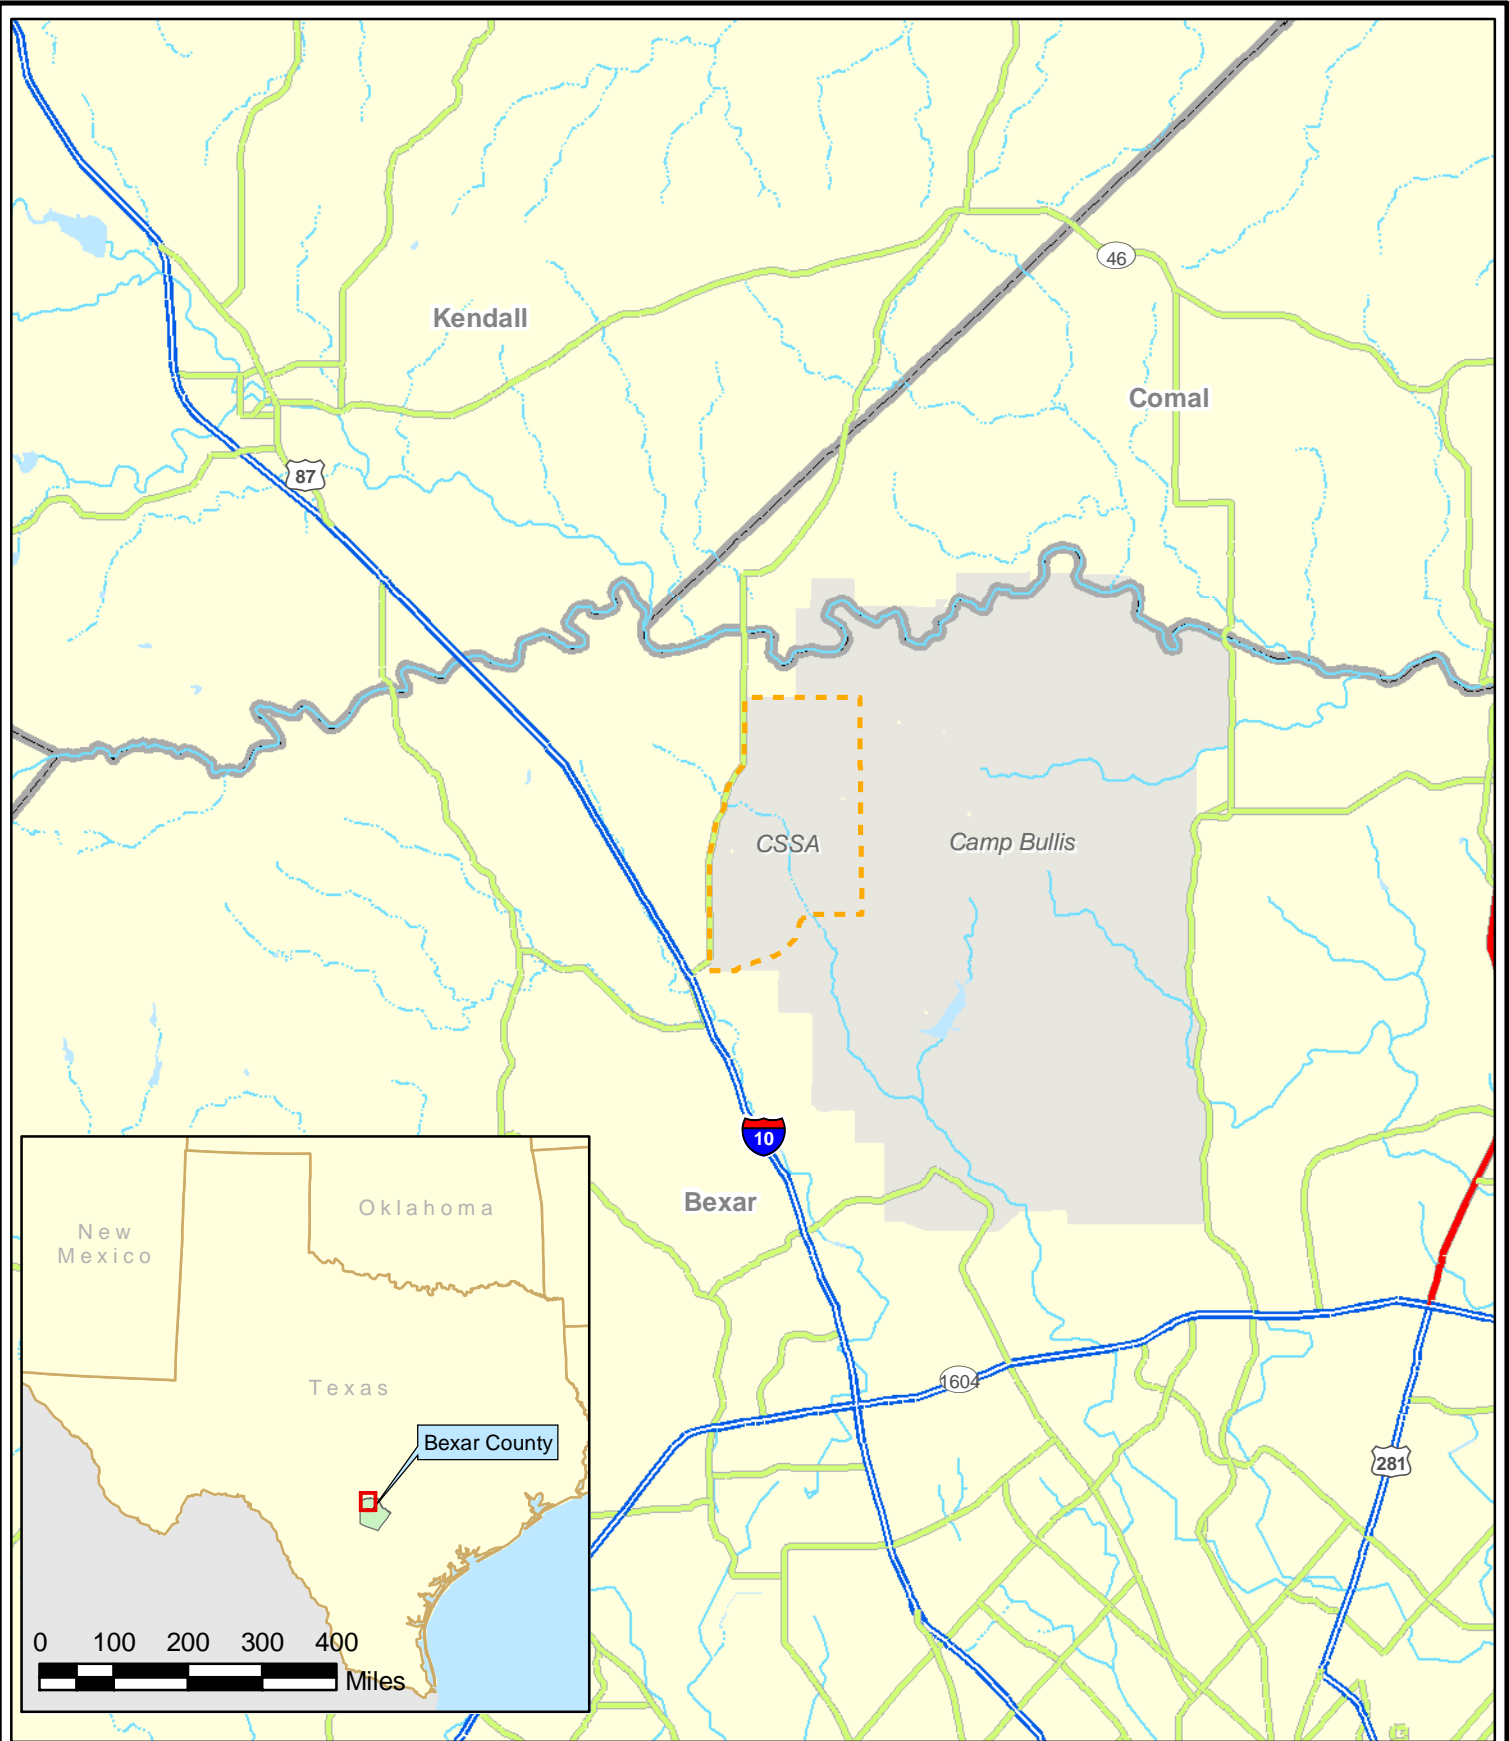 46
Kendall
Comal
87
CSSA
Camp Bullis
10
Bexar
Oklahoma
New
Mexico
Texas
1604
Bexar County
281
0 100 200 300 400
Miles